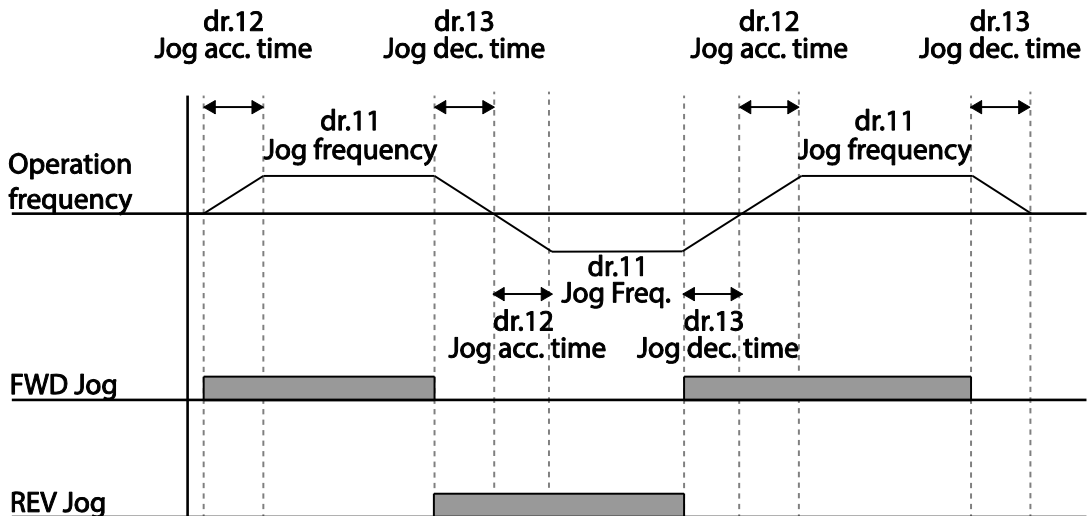 dr.12
Jog acc. time
dr.13
Jog dec. time
dr.12
Jog acc. time
dr.13
Jog dec. time
dr.11
Jog frequency
dr.11
Jog frequency
Operation
frequency
dr.11
Jog Freq.
dr.12
Jog acc. time
dr.13
Jog dec. time
FWD Jog
REV Jog